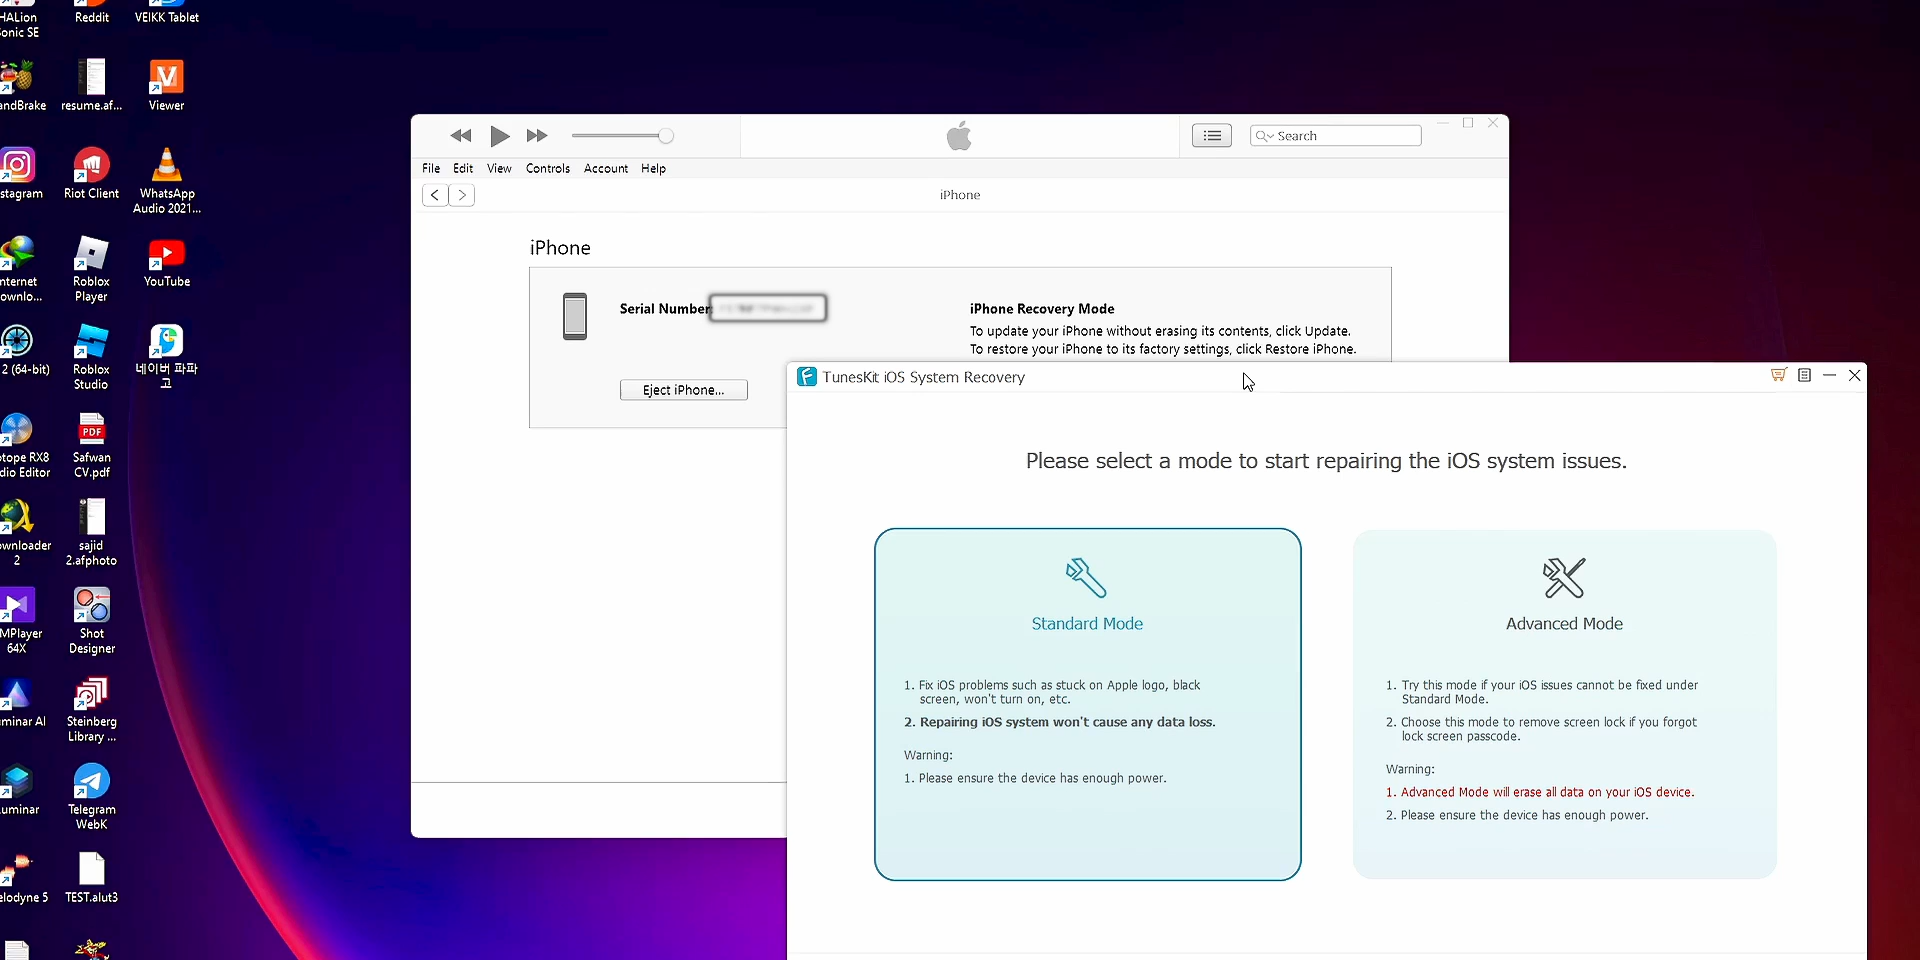 HALion
Sonic SE
Reddit
VEIKK Tablet
andBrake
resume.af...
Viewer
stagram
Riot Client
WhatsApp
Audio 2021...
nternet
ownlo...
Roblox
Player
YouTube
2 (64-bit)
Roblox
Studio
네이버 파파
고
otope RX8
dio Editor
PDF
Safwan
CV.pdf
ownloader
2
sajid
2.afphoto
MPlayer
64X
Shot
Designer
minar AI
Steinberg
Library ...
uminar
Telegram
WebK
elodyne 5
TEST.alut3
Search
File Edit View Controls Account Help
iPhone
iPhone
Serial Number:
Eject iPhone...
iPhone Recovery Mode
To update your iPhone without erasing its contents, click Update.
To restore your iPhone to its factory settings, click Restore iPhone.
TunesKit iOS System Recovery
Please select a mode to start repairing the iOS system issues.
Standard Mode
1. Fix iOS problems such as stuck on Apple logo, black
screen, won't turn on, etc.
2. Repairing iOS system won't cause any data loss.
Warning:
1. Please ensure the device has enough power.
Advanced Mode
1. Try this mode if your iOS issues cannot be fixed under
Standard Mode.
2. Choose this mode to remove screen lock if you forgot
lock screen passcode.
Warning:
1. Advanced Mode will erase all data on your iOS device.
2. Please ensure the device has enough power.